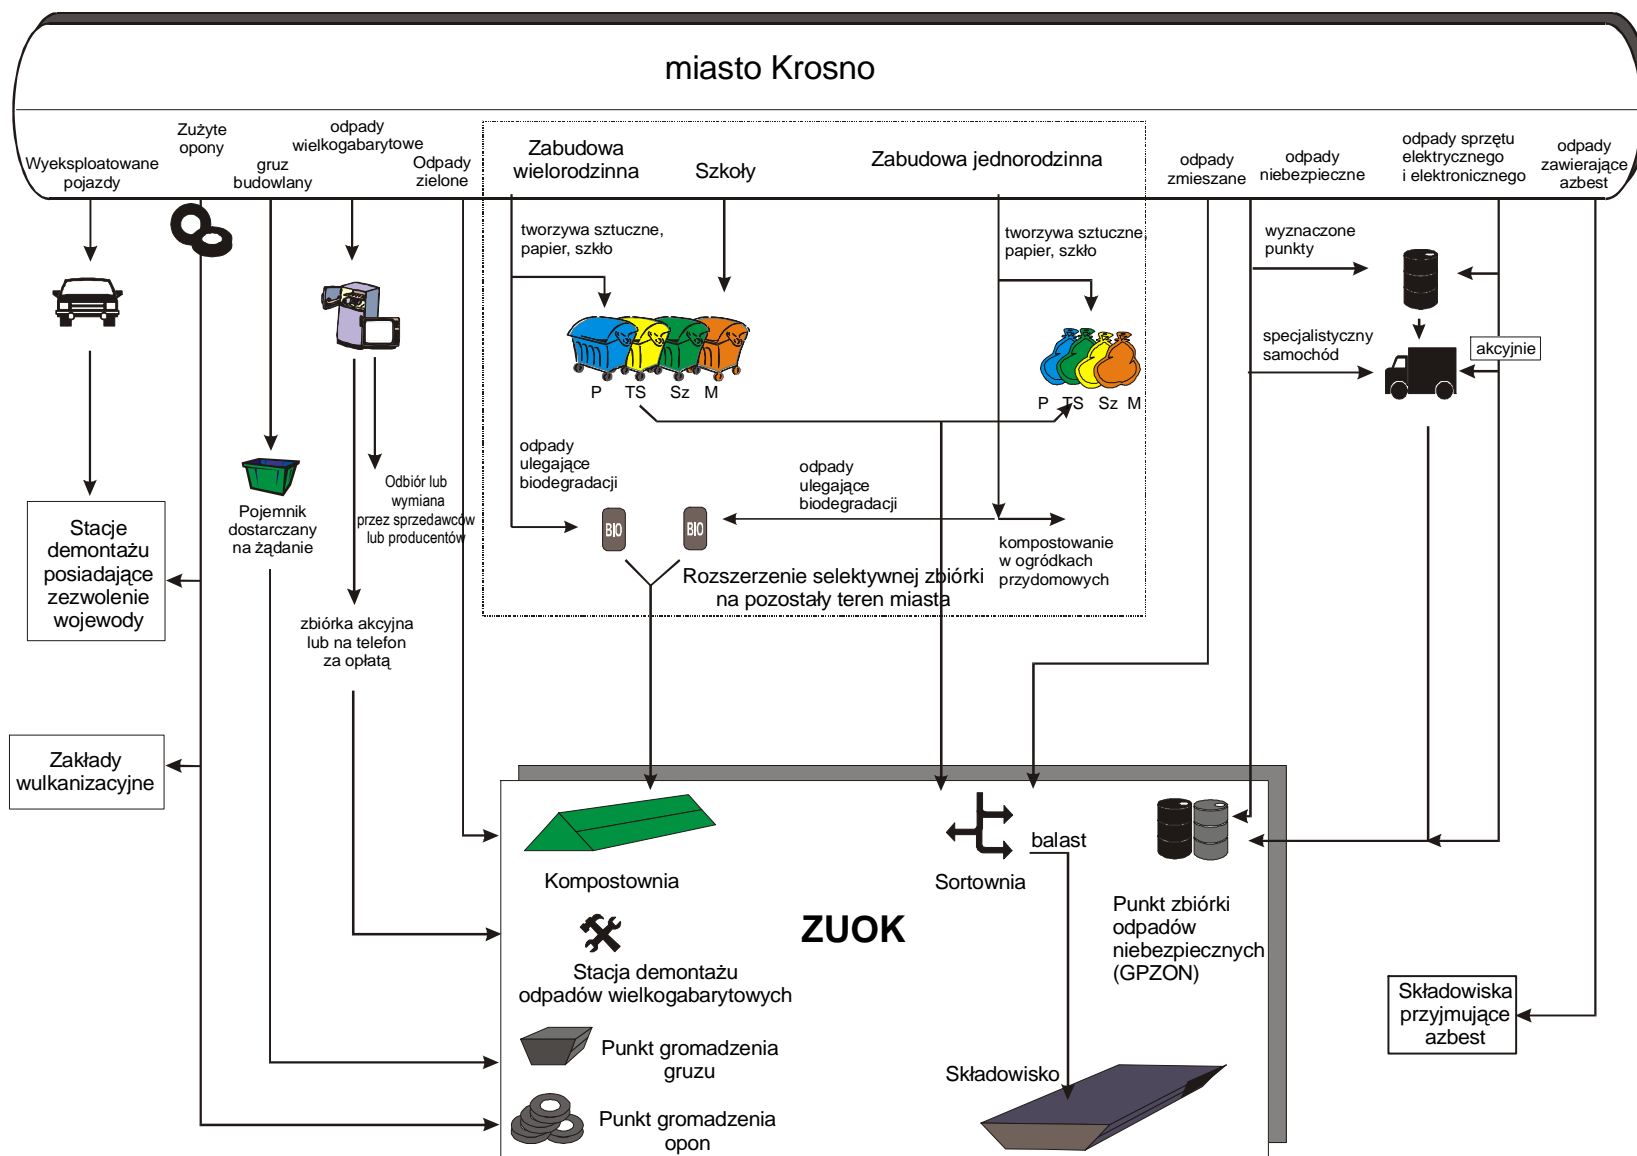 miasto Krosno
Wyeksploatowane
pojazdy
Zużyte
opony
gruz
budowlany
odpady
wielkogabarytowe
Odpady
zielone
Zabudowa
wielorodzinna
Szkoły
Zabudowa jednorodzinna
odpady
zmieszane
odpady
niebezpieczne
odpady sprzętu
elektrycznego
i elektronicznego
odpady
zawierające
azbest
tworzywa sztuczne,
papier, szkło
tworzywa sztuczne,
papier, szkło
wyznaczone
punkty
specjalistyczny
samochód
akcyjnie
P TS Sz M
P TS Sz M
odpady
ulegające
biodegradacji
odpady
ulegające
biodegradacji
BIO
BIO
kompostowanie
w ogródkach
przydomowych
Rozszerzenie selektywnej zbiórki
na pozostały teren miasta
Pojemnik
dostarczany
na żądanie
Odbiór lub
wymiana
przez sprzedawców
lub producentów
Stacje
demontażu
posiadające
zezwolenie
wojewody
zbiórka akcyjna
lub na telefon
za opłatą
Zakłady
wulkanizacyjne
Kompostownia
Sortownia
balast
ZUOK
Punkt zbiórki
odpadów
niebezpiecznych
(GPZON)
Stacja demontażu
odpadów wielkogabarytowych
Składowiska
przyjmujące
azbest
Punkt gromadzenia
gruzu
Składowisko
Punkt gromadzenia
opon